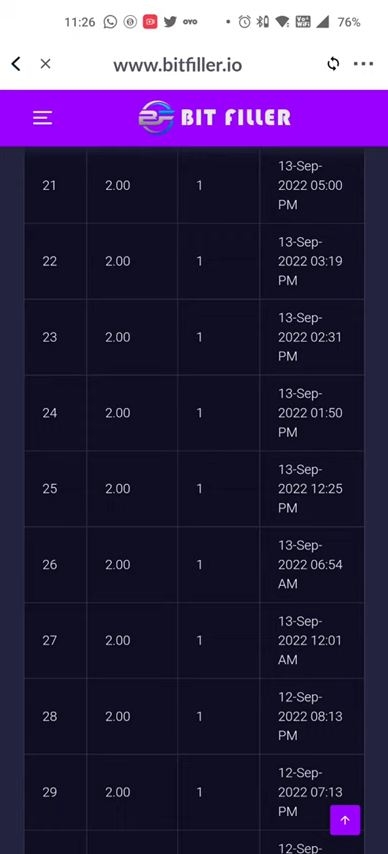 11:26 OYO Vo) WiFi 76%
www.bitfiller.io
BIT FILLER
13-Sep-
21 2.00 1 2022 05:00
PM
13-Sep-
22 2.00 1 2022 03:19
PM
13-Sep-
23 2.00 1 2022 02:31
PM
13-Sep-
24 2.00 1 2022 01:50
PM
13-Sep-
25 2.00 1 2022 12:25
PM
13-Sep-
26 2.00 1 2022 06:54
AM
13-Sep-
27 2.00 1 2022 12:01
AM
12-Sep-
28 2.00 1 2022 08:13
PM
12-Sep-
29 2.00 1 2022 07:13
PM
12-Sep-